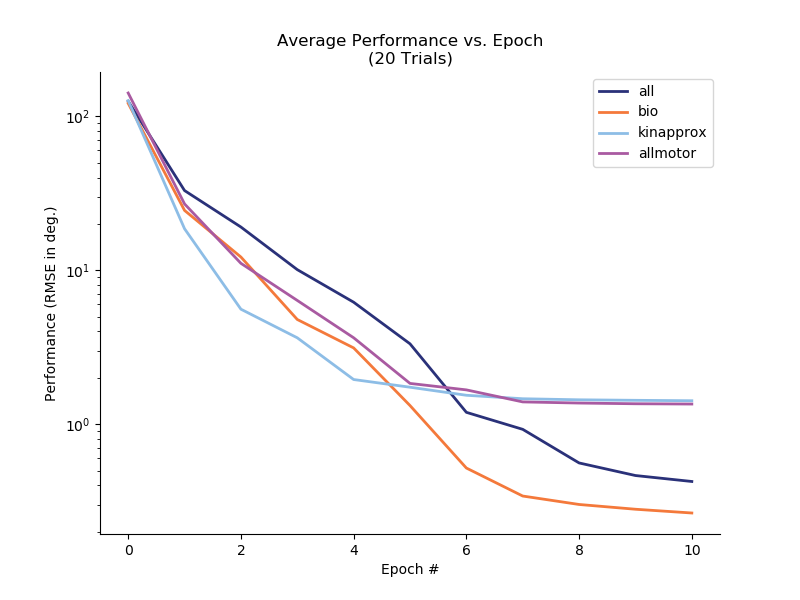 Average Performance vs. Epoch
(20 Trials)
all
bio
kinapprox
allmotor
Performance (RMSE in deg.)
10²
10¹
10⁰
0 2 4 6 8 10
Epoch #